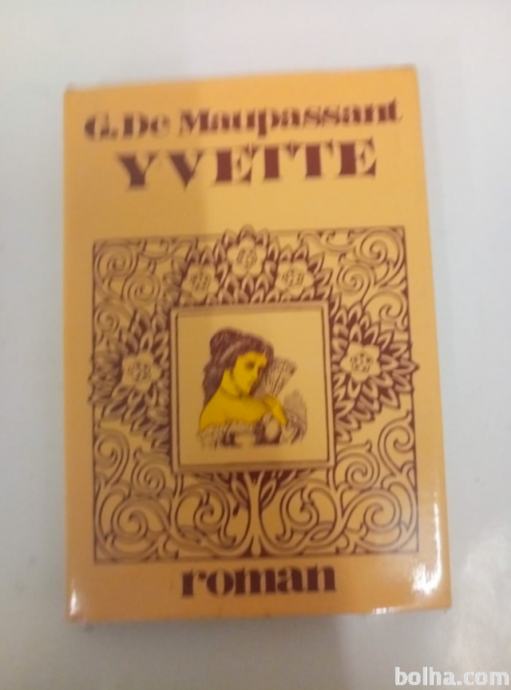 G. De Maupassant
YVETTE
roman
bolha.com